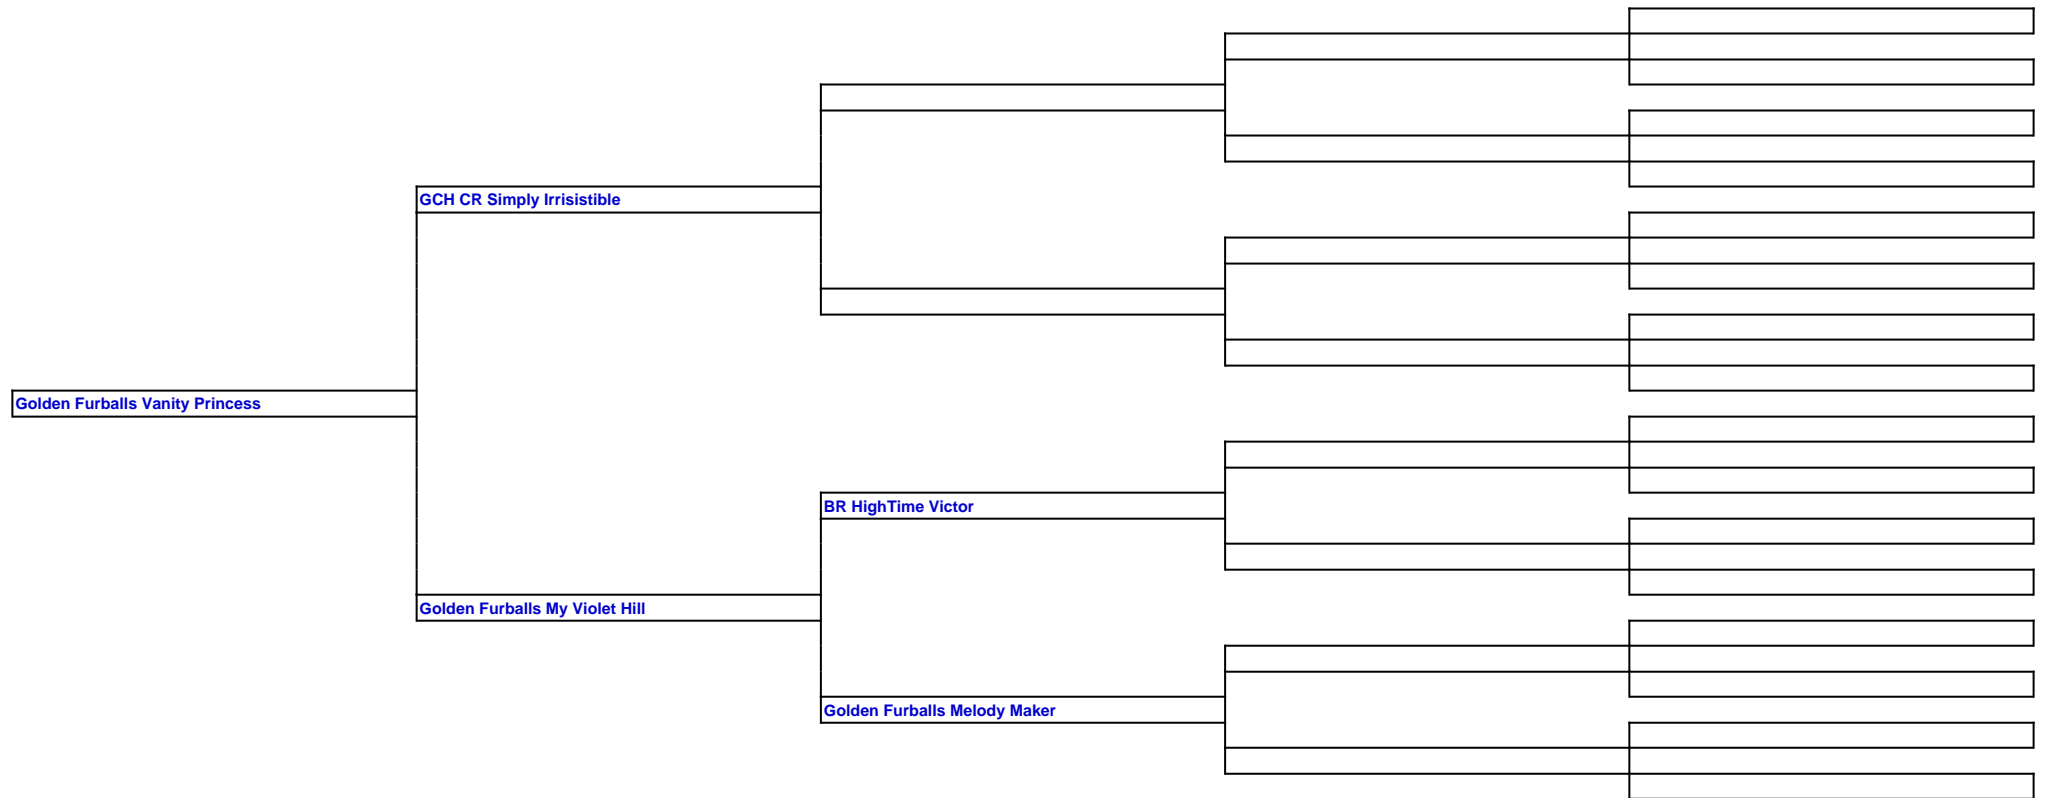 GCH CR Simply Irrisistible
Golden Furballs Vanity Princess
BR HighTime Victor
Golden Furballs My Violet Hill
Golden Furballs Melody Maker